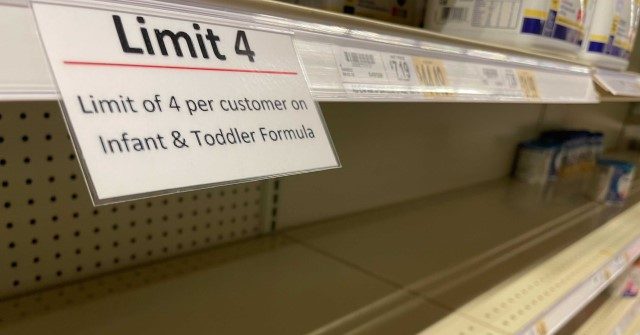 Limit 4
Limit of 4 per customer on
Infant & Toddler Formula